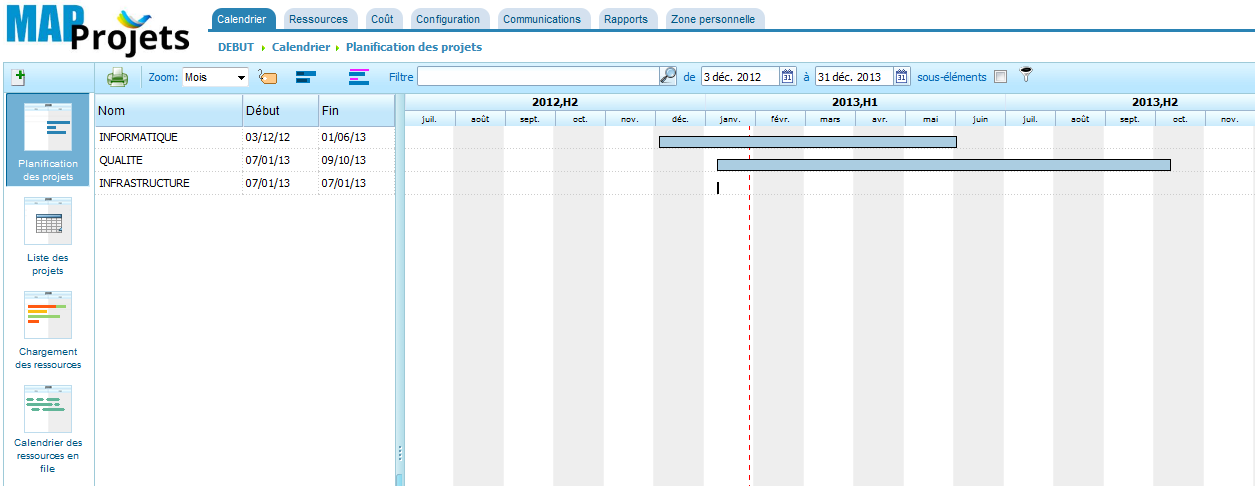 MAP
Projets
Calendrier Ressources Coût Configuration Communications Rapports Zone personnelle
DEBUT Calendrier Planification des projets
Zoom: Mois Filtre de 3 déc. 2012 à 31 déc. 2013 sous-éléments
Nom Début Fin
2012,H2 2013,H1 2013,H2
juil. août sept. oct. nov. déc. janv. févr. mars avr. mai juin juil. août sept. oct. nov.
INFORMATIQUE 03/12/12 01/06/13
QUALITE 07/01/13 09/10/13
INFRASTRUCTURE 07/01/13 07/01/13
Planification
des projets
Liste des
projets
Chargement
des ressources
Calendrier des
ressources en
file